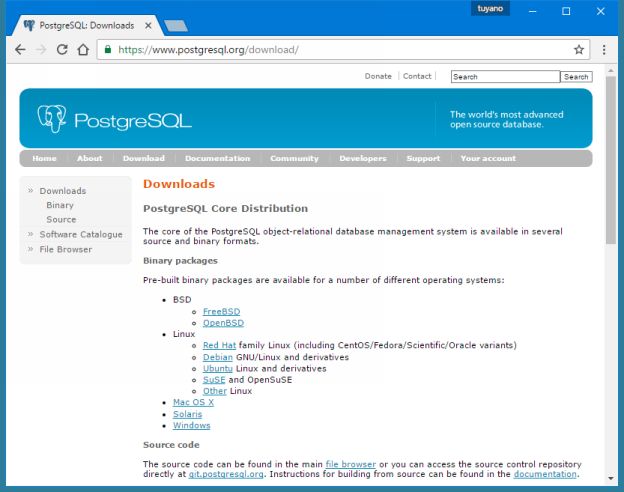 tuyano
PostgreSQL: Downloads
https://www.postgresql.org/download/
Donate | Contact
Search Search
PostgreSQL
The world's most advanced
open source database.
Home About Download Documentation Community Developers Support Your account
» Downloads
Binary
Source
» Software Catalogue
» File Browser
Downloads
PostgreSQL Core Distribution
The core of the PostgreSQL object-relational database management system is available in several
source and binary formats.
Binary packages
Pre-built binary packages are available for a number of different operating systems:
• BSD
◦ FreeBSD
◦ OpenBSD
• Linux
◦ Red Hat family Linux (including CentOS/Fedora/Scientific/Oracle variants)
◦ Debian GNU/Linux and derivatives
◦ Ubuntu Linux and derivatives
◦ SuSE and OpenSuSE
◦ Other Linux
• Mac OS X
• Solaris
• Windows
Source code
The source code can be found in the main file browser or you can access the source control repository
directly at git.postgresql.org. Instructions for building from source can be found in the documentation.